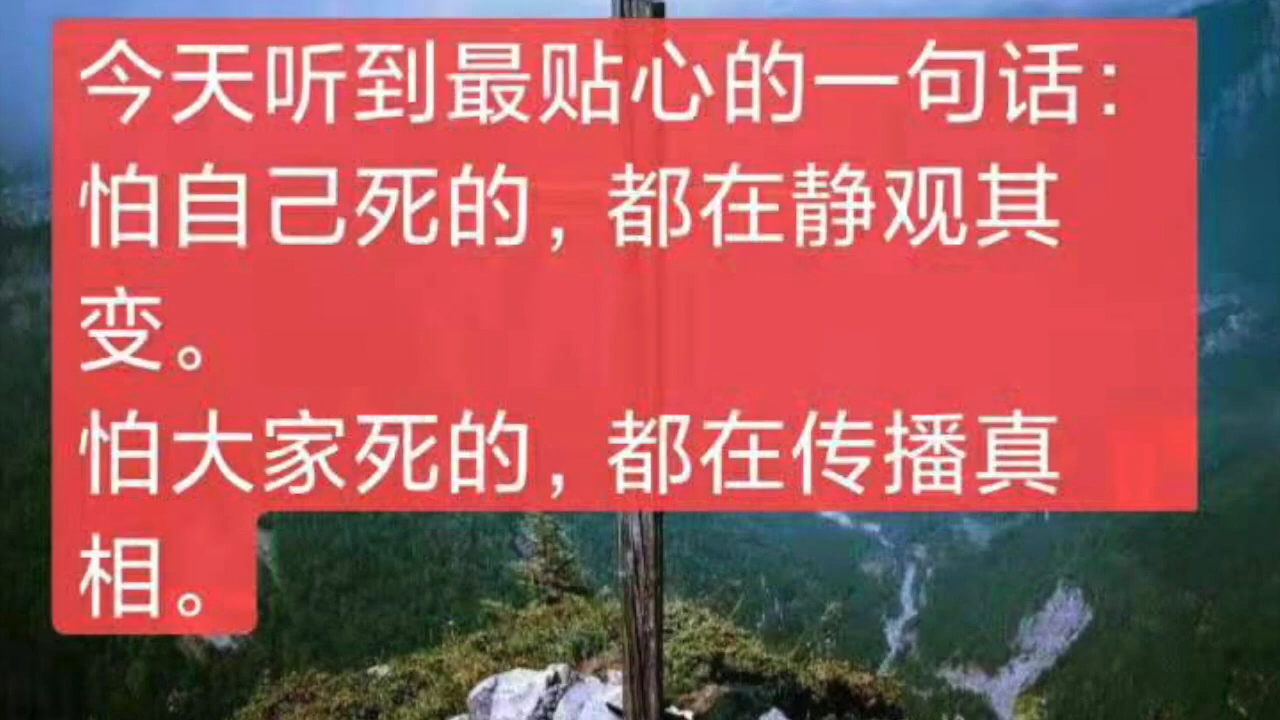 今天听到最贴心的一句话：
怕自己死的，都在静观其
变。
怕大家死的，都在传播真
相。